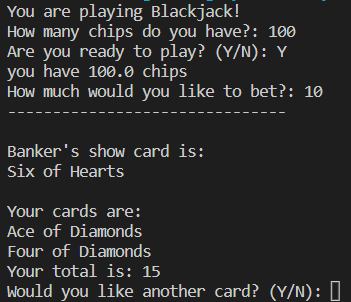 You are playing Blackjack!
How many chips do you have?: 100
Are you ready to play? (Y/N): Y
you have 100.0 chips
How much would you like to bet?: 10
-------------------------------
Banker's show card is:
Six of Hearts
Your cards are:
Ace of Diamonds
Four of Diamonds
Your total is: 15
Would you like another card? (Y/N):